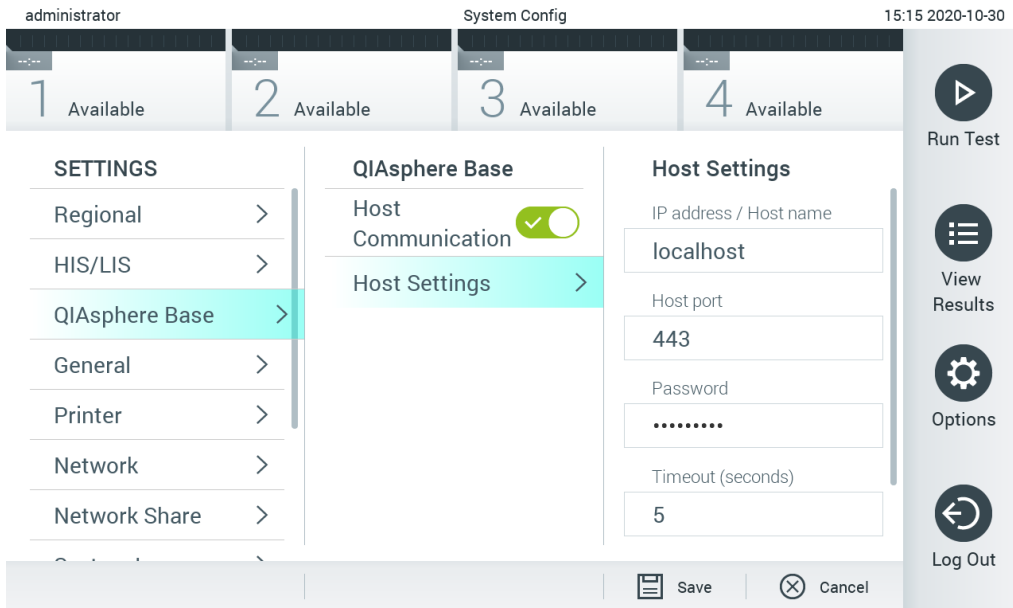 administrator
System Config
15:15 2020-10-30
--:--
--:--
--:--
--:--
1 Available
2 Available
3 Available
4 Available
Run Test
View
Results
Options
Log Out
SETTINGS
Regional
HIS/LIS
QIAsphere Base
General
Printer
Network
Network Share
QIAsphere Base
Host
Communication
Host Settings
Host Settings
IP address / Host name
localhost
Host port
443
Password
•••••••••
Timeout (seconds)
5
Save
Cancel